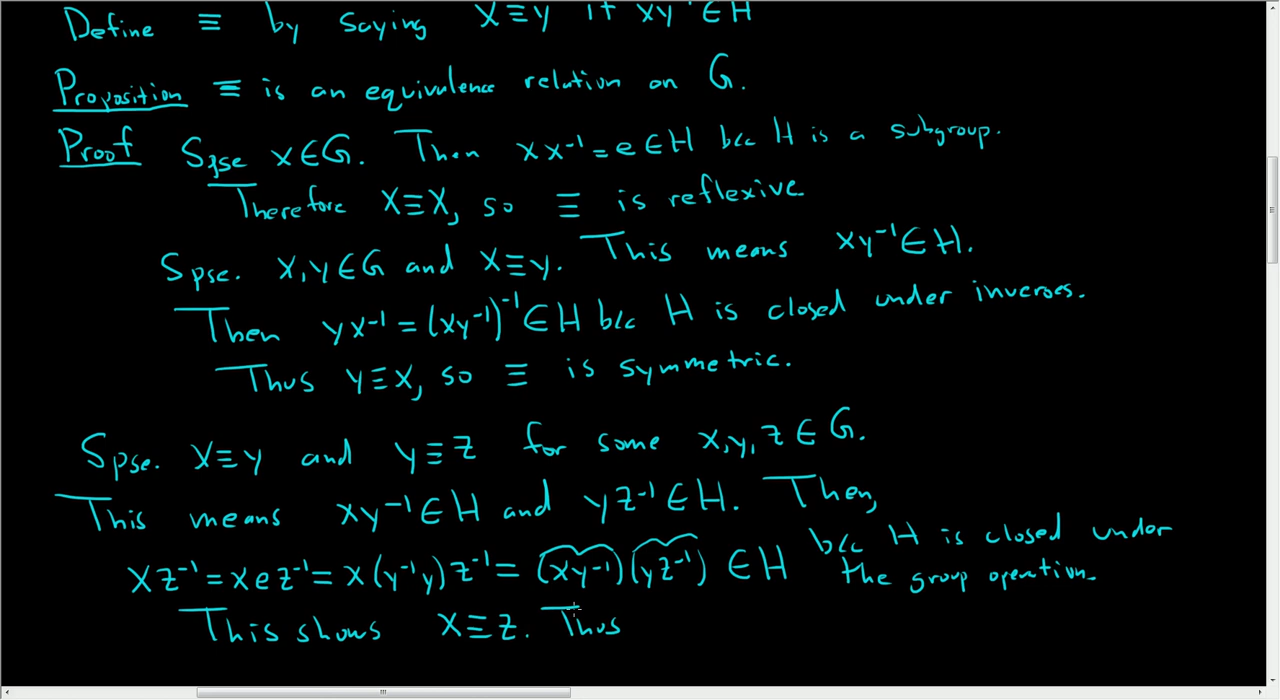 Define ≡ by saying x≡y if xy⁻¹∈H
Proposition ≡ is an equivalence relation on G.
Proof Spse x∈G. Then xx⁻¹=e∈H b/c H is a subgroup.
Therefore x≡x, so ≡ is reflexive
Spse. x,y∈G and x≡y. This means xy⁻¹∈H.
Then yx⁻¹=(xy⁻¹)⁻¹∈H b/c H is closed under inverses.
Thus y≡x, so ≡ is symmetric.
Spse. x≡y and y≡z for some x,y,z∈G.
This means xy⁻¹∈H and yz⁻¹∈H. Then,
xz⁻¹=xez⁻¹=x(y⁻¹y)z⁻¹=(xy⁻¹)(yz⁻¹)∈H b/c H is closed under
the group operation.
This shows x≡z. Thus